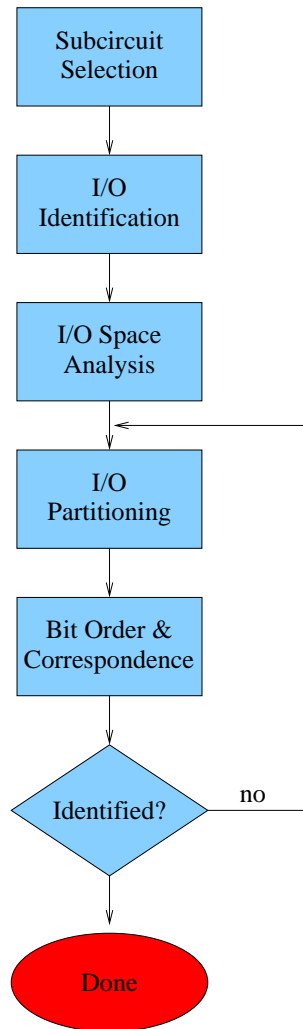 Subcircuit
Selection
I/O
Identification
I/O Space
Analysis
I/O
Partitioning
Bit Order &
Correspondence
Identified?
no
Done